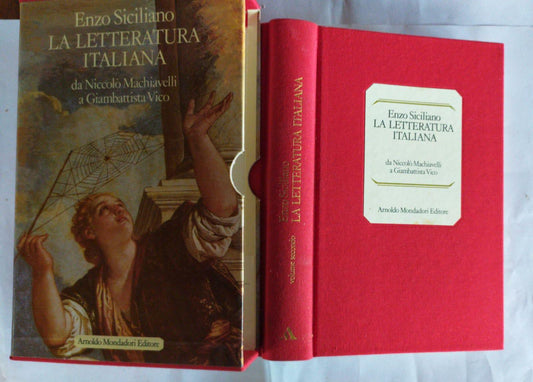 Enzo Siciliano
LA LETTERATURA
ITALIANA
da Niccolò Machiavelli
a Giambattista Vico
Arnoldo Mondadori Editore
Enzo Siciliano
LA LETTERATURA ITALIANA
volume secondo
Enzo Siciliano
LA LETTERATURA
ITALIANA
da Niccolò Machiavelli
a Giambattista Vico
Arnoldo Mondadori Editore